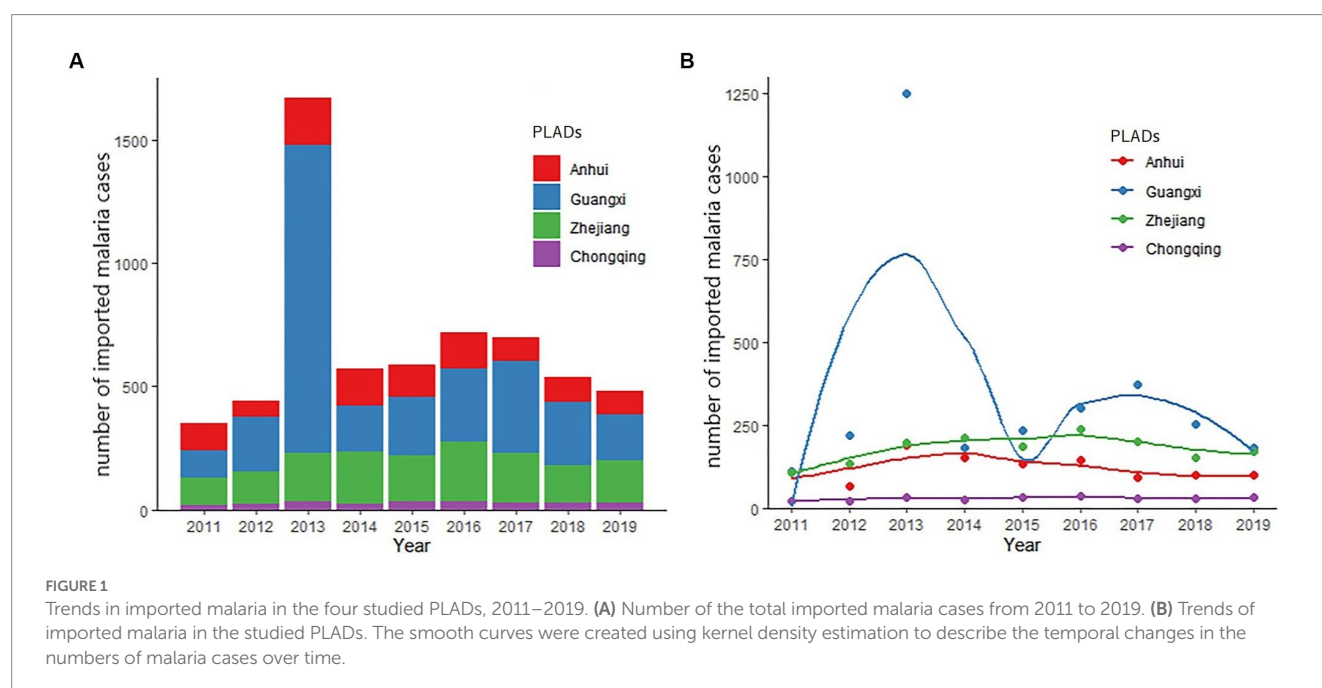 A
number of imported malaria cases
1500
1000
500
0
2011 2012 2013 2014 2015 2016 2017 2018 2019
Year
PLADs
Anhui
Guangxi
Zhejiang
Chongqing
B
number of imported malaria cases
1250
1000
750
500
250
0
2011 2012 2013 2014 2015 2016 2017 2018 2019
Year
PLADs
Anhui
Guangxi
Zhejiang
Chongqing
FIGURE 1
Trends in imported malaria in the four studied PLADs, 2011–2019. (A) Number of the total imported malaria cases from 2011 to 2019. (B) Trends of
imported malaria in the studied PLADs. The smooth curves were created using kernel density estimation to describe the temporal changes in the
numbers of malaria cases over time.